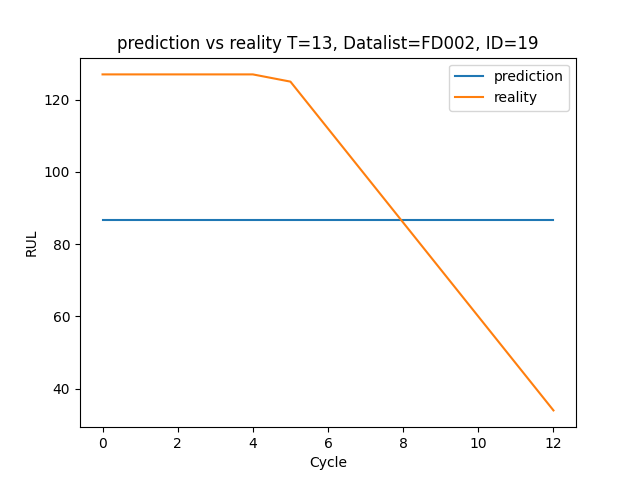 prediction vs reality T=13, Datalist=FD002, ID=19
prediction
reality
120
100
80
60
40
RUL
0 2 4 6 8 10 12
Cycle